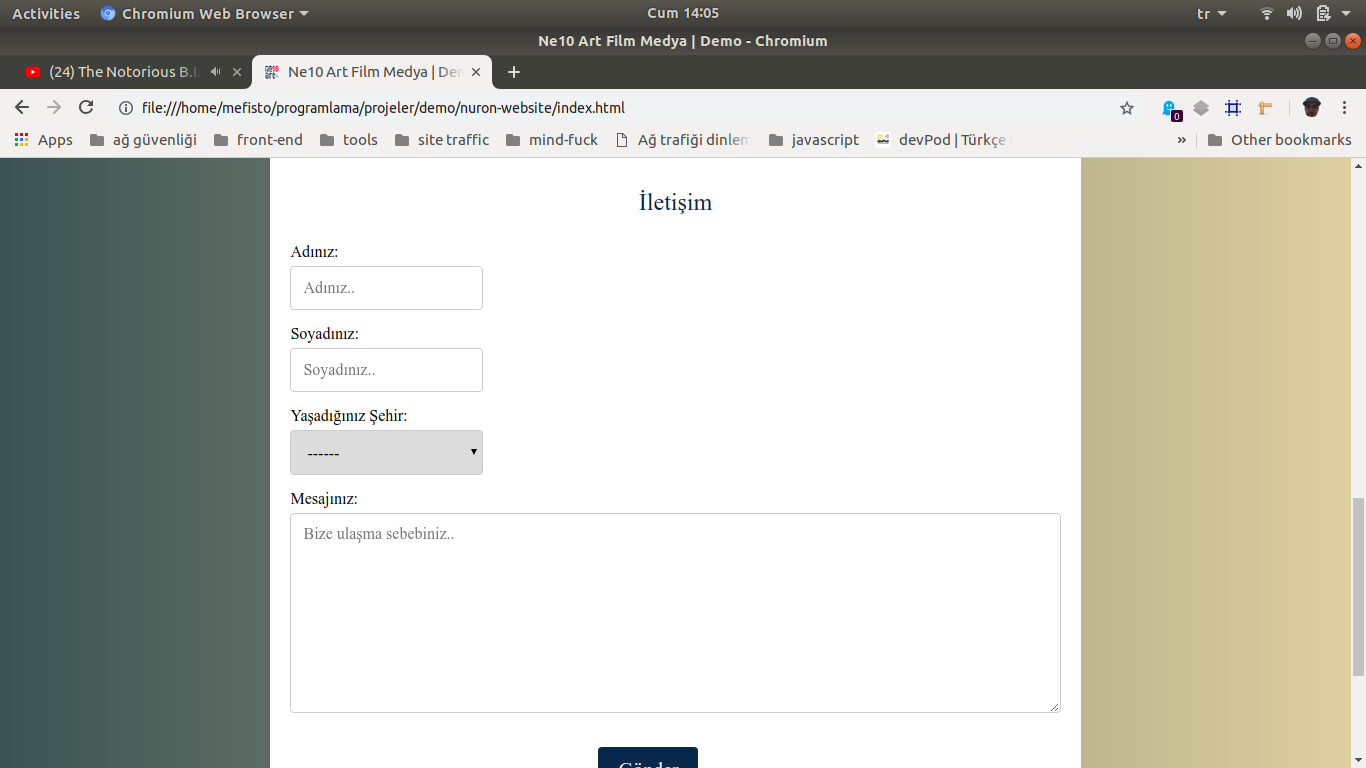 Activities Chromium Web Browser Cum 14:05 tr
Ne10 Art Film Medya | Demo - Chromium
(24) The Notorious B.I. Ne10 Art Film Medya | Der
file:///home/mefisto/programlama/projeler/demo/nuron-website/index.html 0
Apps ağ güvenliği front-end tools site traffic mind-fuck Ağ trafiği dinlem javascript devPod | Türkçe » Other bookmarks
İletişim
Adınız:
Adınız..
Soyadınız:
Soyadınız..
Yaşadığınız Şehir:
------
Mesajınız:
Bize ulaşma sebebiniz..
Gönder